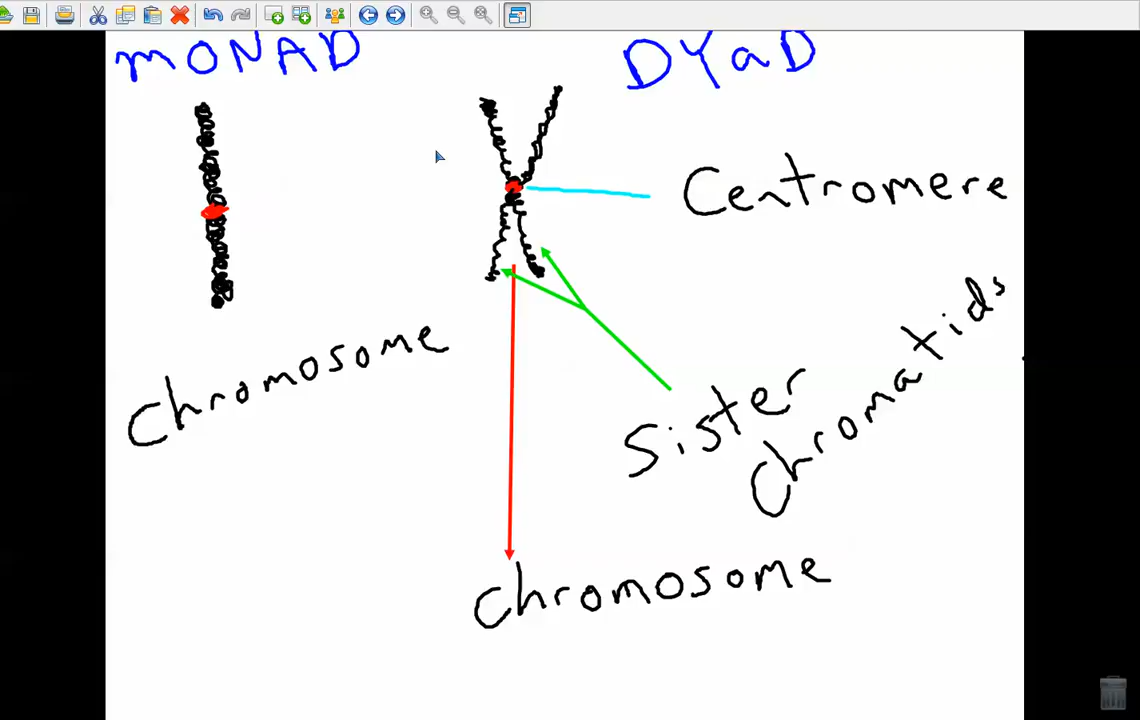 mONAD
DYaD
Centromere
Chromosome
Sister
Chromatids
Chromosome